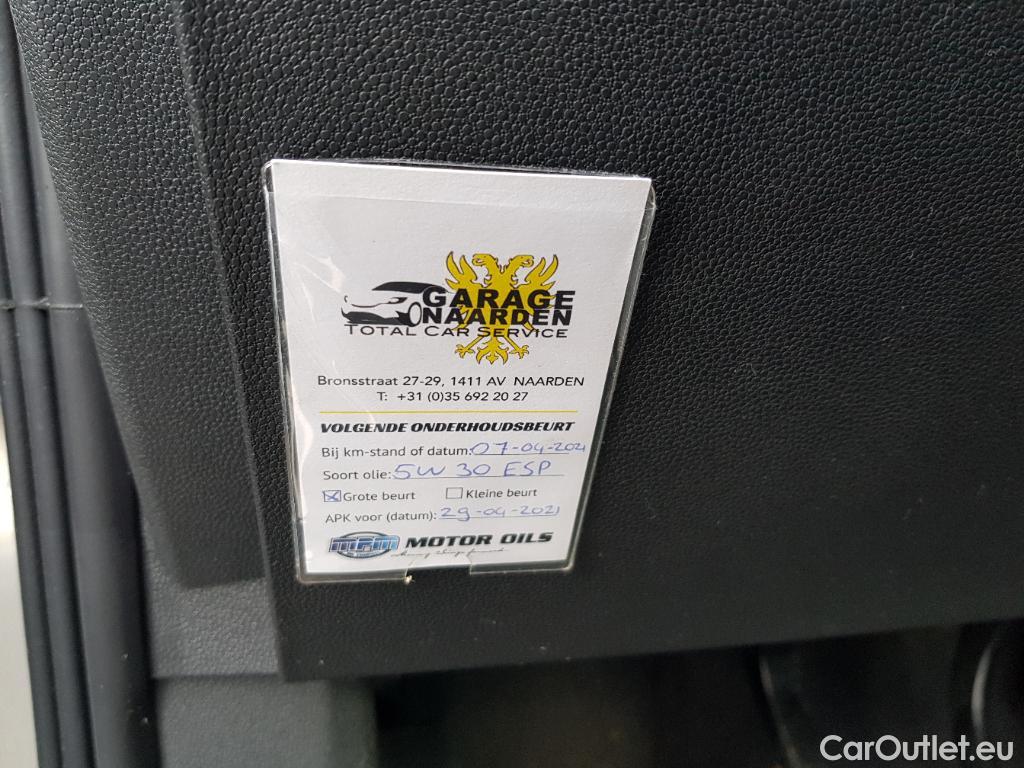 GARAGE
NAARDEN
TOTAL CAR SERVICE
Bronsstraat 27-29, 1411 AV NAARDEN
T: +31 (0)35 692 20 27
VOLGENDE ONDERHOUDSBEURT
Bij km-stand of datum: 07-04-2021
Soort olie: 5W 30 ESP
Grote beurt Kleine beurt
APK voor (datum): 29-04-2021
MPM MOTOR OILS
CarOutlet.eu